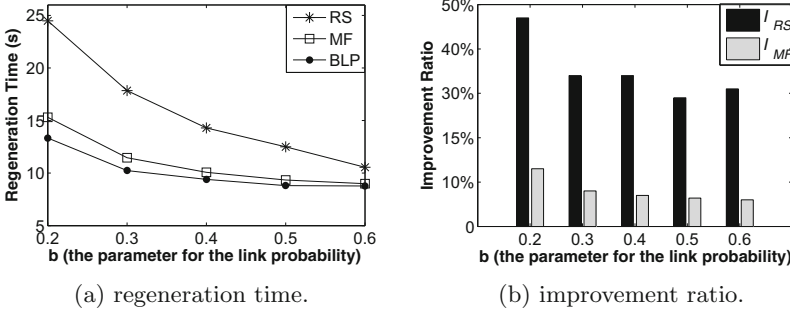 25
20
15
10
5
Regeneration Time (s)
RS
MF
BLP
0.2 0.3 0.4 0.5 0.6
b (the parameter for the link probability)
(a) regeneration time.
50%
40%
30%
15%
10%
0
Improvement Ratio
I RS
I MF
0.2 0.3 0.4 0.5 0.6
b (the parameter for the link probability)
(b) improvement ratio.